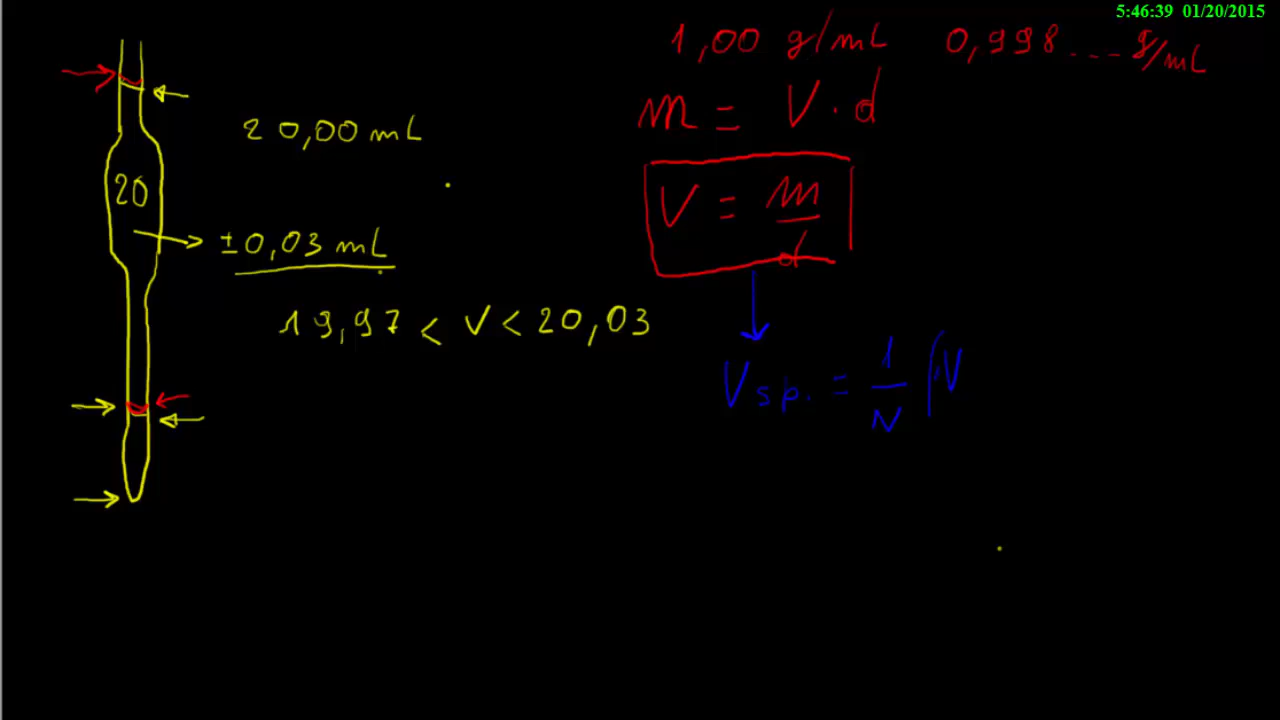 5:46:39 01/20/2015
1,00 g/mL 0,998... g/mL
m = V · d
20,00 mL
20
V = m/d
±0,03 mL
19,97 < V < 20,03
Vsp. = 1/N